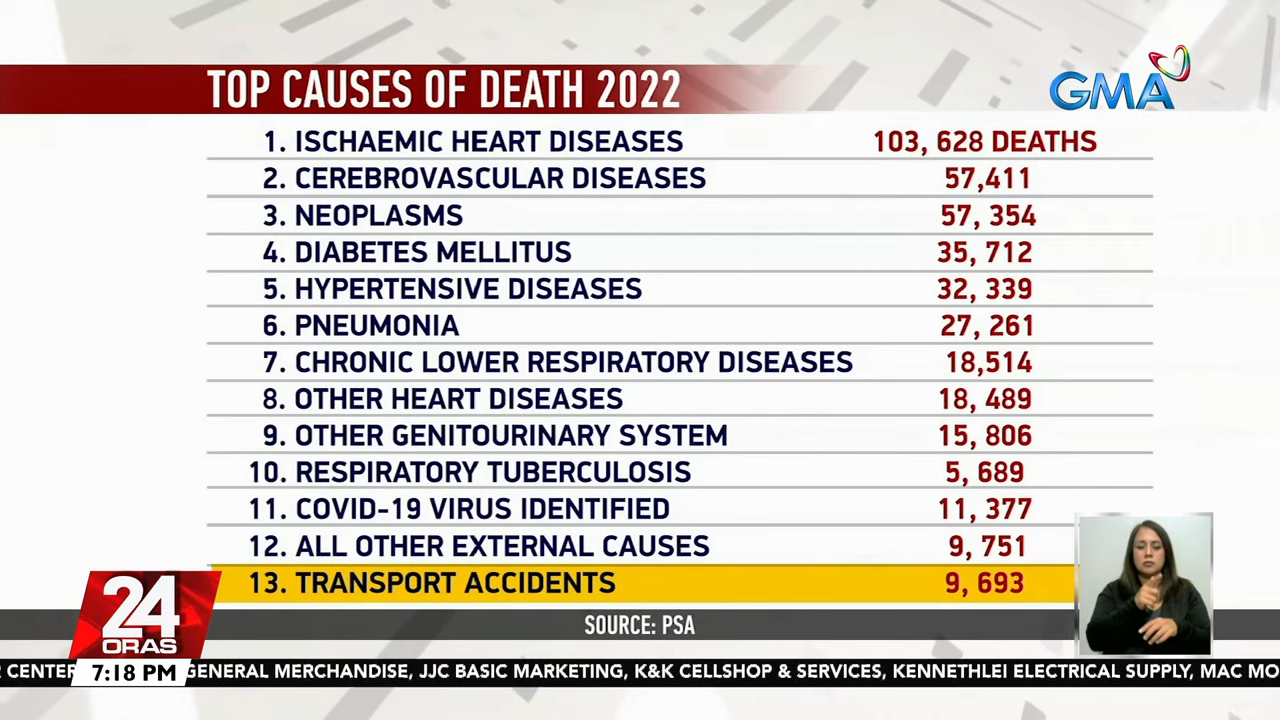 TOP CAUSES OF DEATH 2022
GMA
1. ISCHAEMIC HEART DISEASES 103, 628 DEATHS
2. CEREBROVASCULAR DISEASES 57,411
3. NEOPLASMS 57, 354
4. DIABETES MELLITUS 35, 712
5. HYPERTENSIVE DISEASES 32, 339
6. PNEUMONIA 27, 261
7. CHRONIC LOWER RESPIRATORY DISEASES 18,514
8. OTHER HEART DISEASES 18, 489
9. OTHER GENITOURINARY SYSTEM 15, 806
10. RESPIRATORY TUBERCULOSIS 5, 689
11. COVID-19 VIRUS IDENTIFIED 11, 377
12. ALL OTHER EXTERNAL CAUSES 9, 751
13. TRANSPORT ACCIDENTS 9, 693
24
ORAS
SOURCE: PSA
7:18 PM
CENTER GENERAL MERCHANDISE, JJC BASIC MARKETING, K&K CELLSHOP & SERVICES, KENNETHLEI ELECTRICAL SUPPLY, MAC MO